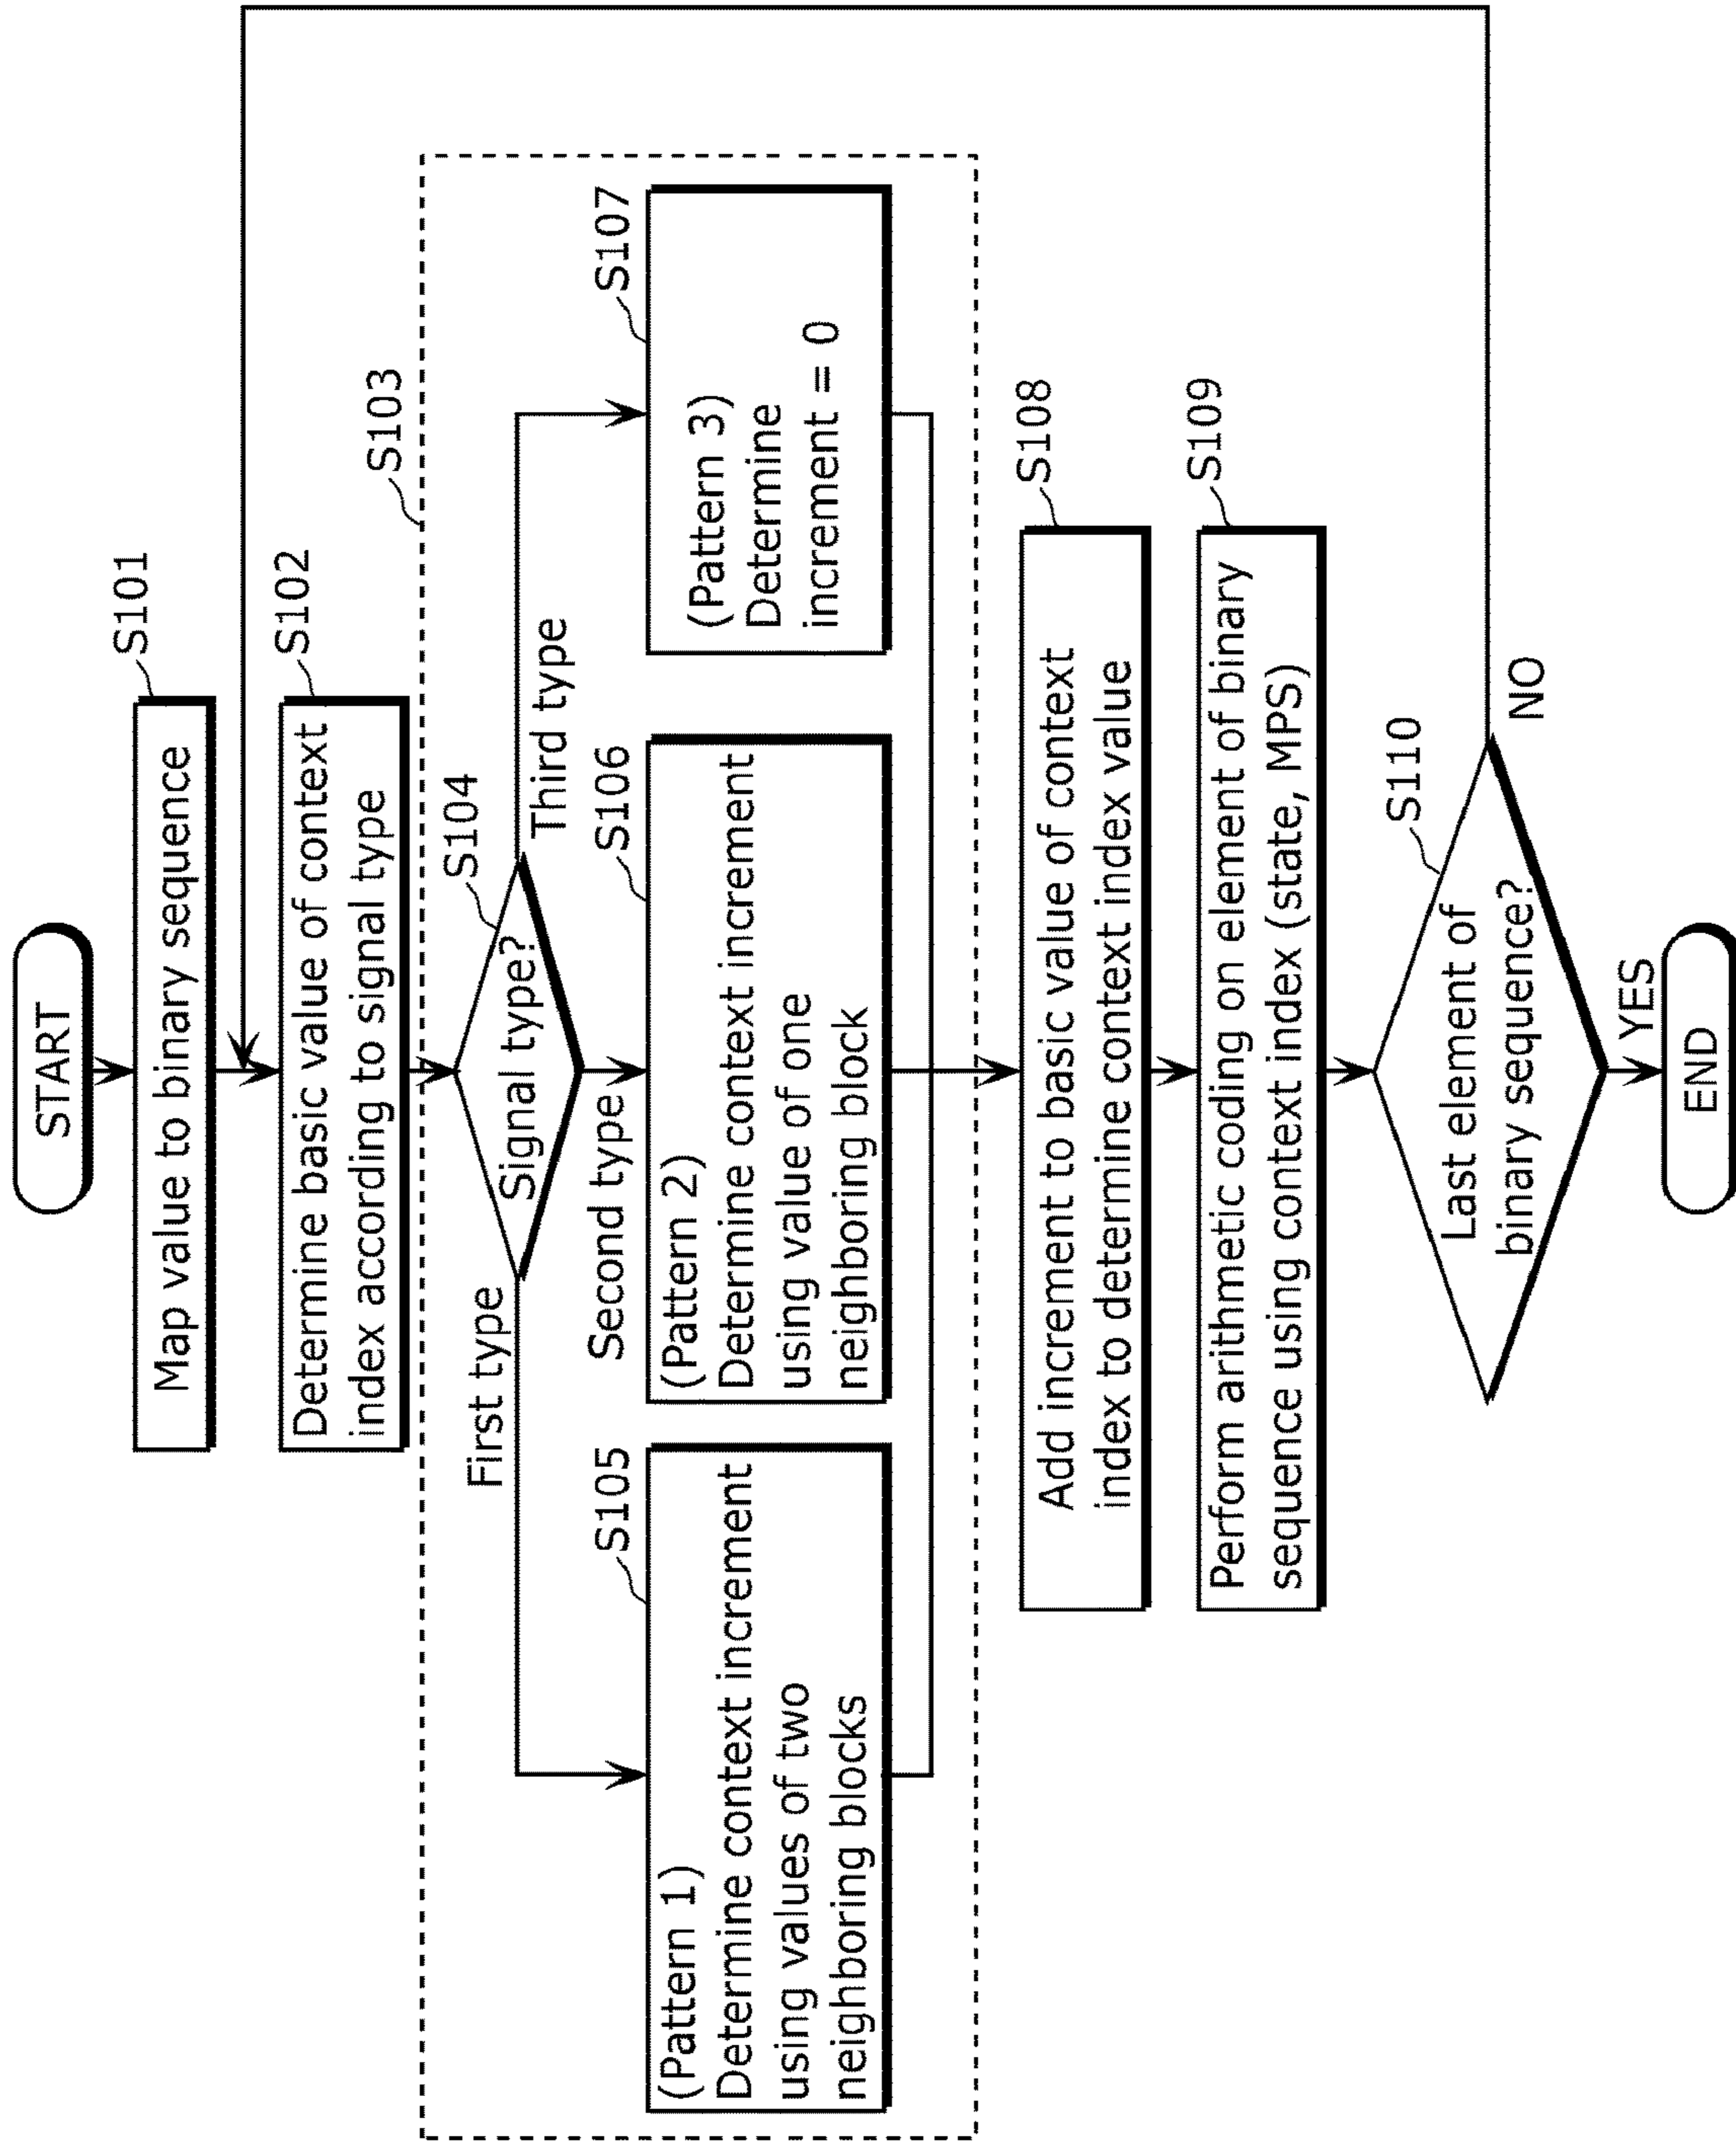 START
S101
Map value to binary sequence
S102
Determine basic value of context
index according to signal type
S103
S104
Signal type?
First type
Second type
Third type
S105
(Pattern 1)
Determine context increment
using values of two
neighboring blocks
S106
(Pattern 2)
Determine context increment
using value of one
neighboring block
S107
(Pattern 3)
Determine
increment = 0
S108
Add increment to basic value of context
index to determine context index value
S109
Perform arithmetic coding on element of binary
sequence using context index (state, MPS)
S110
Last element of
binary sequence?
NO
YES
END